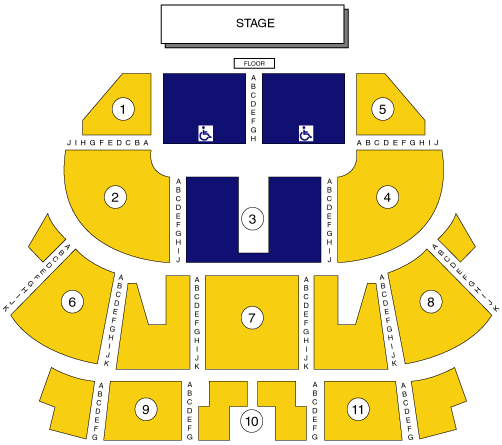 STAGE
FLOOR
A B C D E F G H
1
5
J I H G F E D C B A
A B C D E F G H I J
2
A B C D E F G H I J
3
A B C D E F G H I J
4
A B C D E F G H I J K
6
A B C D E F G H I J K
A B C D E F G H I J K
7
A B C D E F G H I J K
A B C D E F G H I J K
8
A B C D E F G H I J K
A B C D E F G
9
A B C D E F G
10
A B C D E F G
11
A B C D E F G